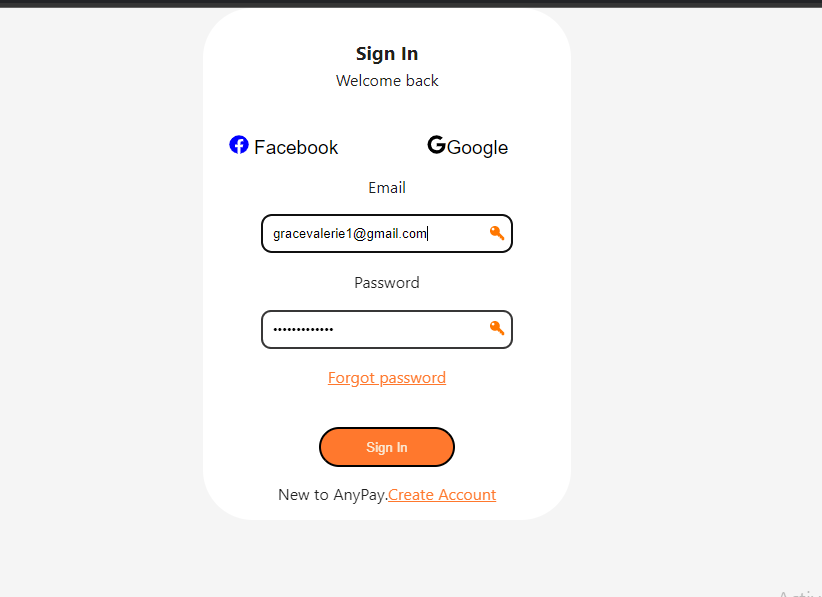 Sign In
Welcome back
Facebook
Google
Email
gracevalerie1@gmail.com
Password
•••••••••••••
Forgot password
Sign In
New to AnyPay.Create Account